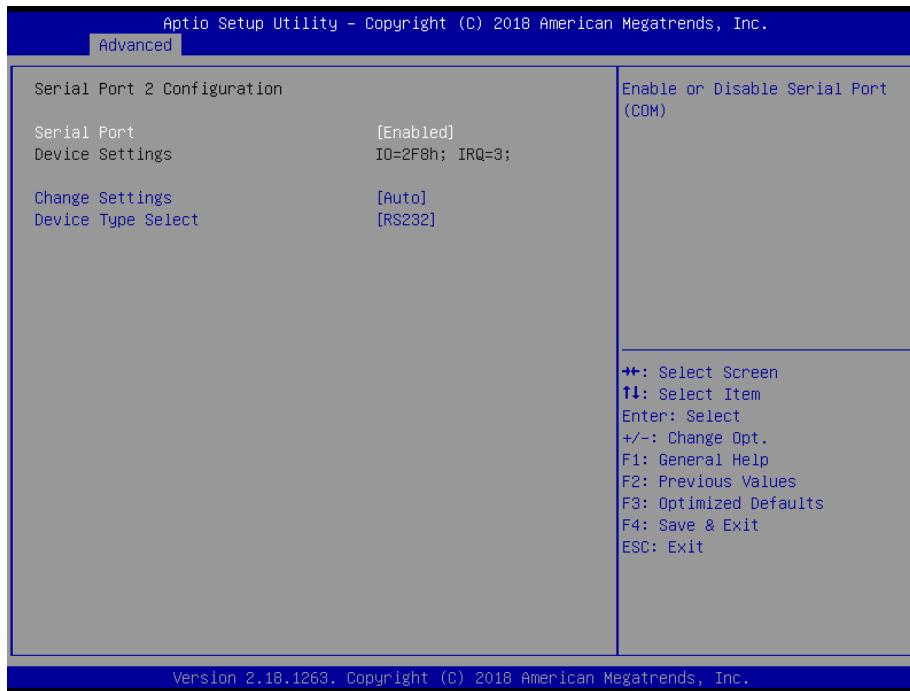 Aptio Setup Utility – Copyright (C) 2018 American Megatrends, Inc.
Advanced
Serial Port 2 Configuration
Serial Port [Enabled]
Device Settings IO=2F8h; IRQ=3;
Change Settings [Auto]
Device Type Select [RS232]
Enable or Disable Serial Port
(COM)
→←: Select Screen
↑↓: Select Item
Enter: Select
+/-: Change Opt.
F1: General Help
F2: Previous Values
F3: Optimized Defaults
F4: Save & Exit
ESC: Exit
Version 2.18.1263. Copyright (C) 2018 American Megatrends, Inc.